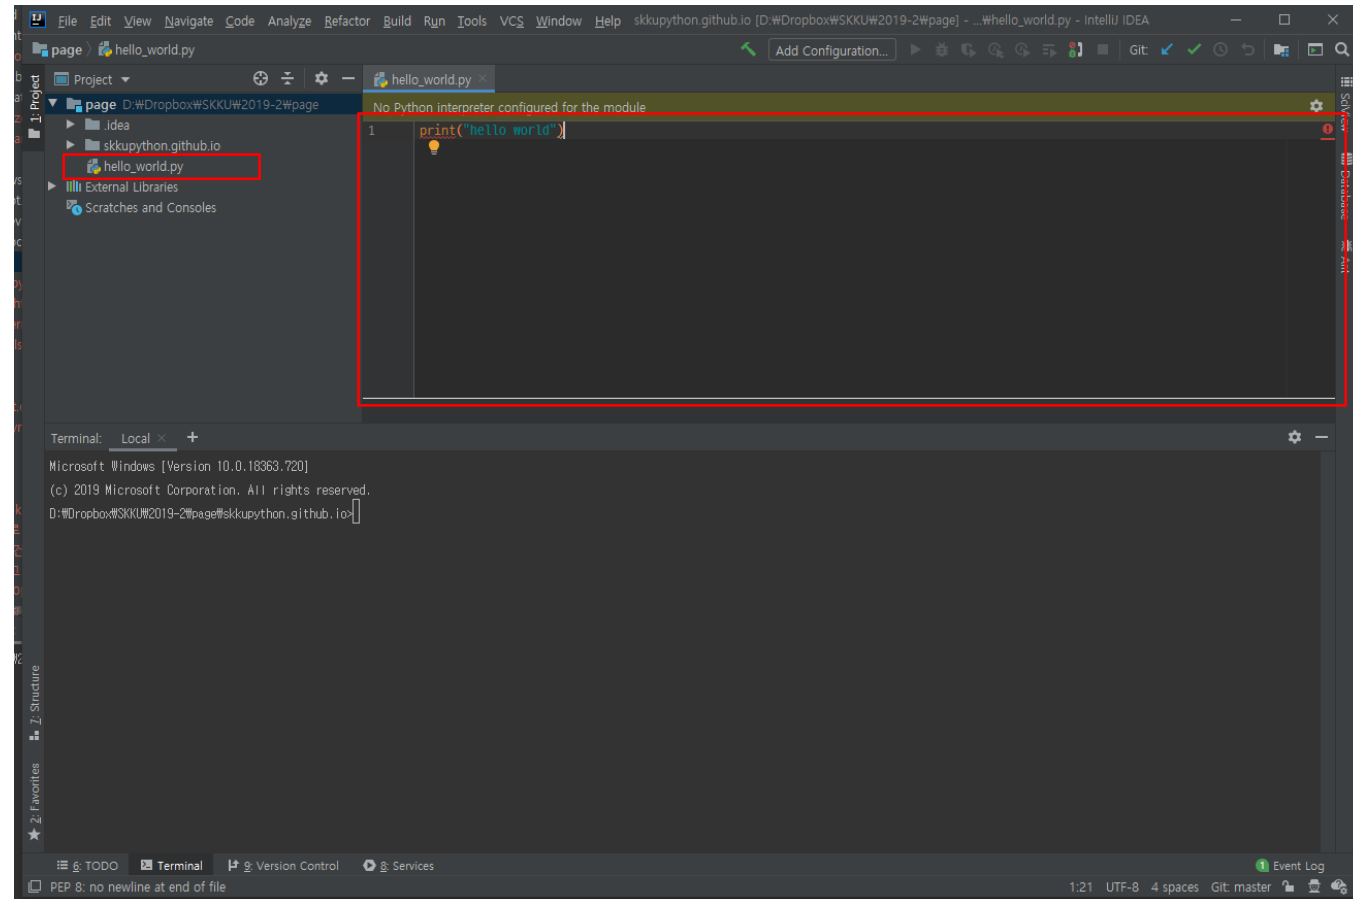 File Edit View Navigate Code Analyze Refactor Build Run Tools VCS Window Help skkupython.github.io [D:₩Dropbox₩SKKU₩2019-2₩page] - ...₩hello_world.py - IntelliJ IDEA
page hello_world.py Add Configuration... Git:
Project hello_world.py
1: Project
page D:₩Dropbox₩SKKU₩2019-2₩page
No Python interpreter configured for the module
.idea
1 print("hello world")
skkupython.github.io
hello_world.py
External Libraries
Scratches and Consoles
SciView
Database
Ant
Terminal: Local +
Microsoft Windows [Version 10.0.18363.720]
(c) 2019 Microsoft Corporation. All rights reserved.
D:₩Dropbox₩SKKU₩2019-2₩page₩skkupython.github.io>
7: Structure
2: Favorites
6: TODO Terminal 9: Version Control 8: Services 1 Event Log
PEP 8: no newline at end of file 1:21 UTF-8 4 spaces Git: master